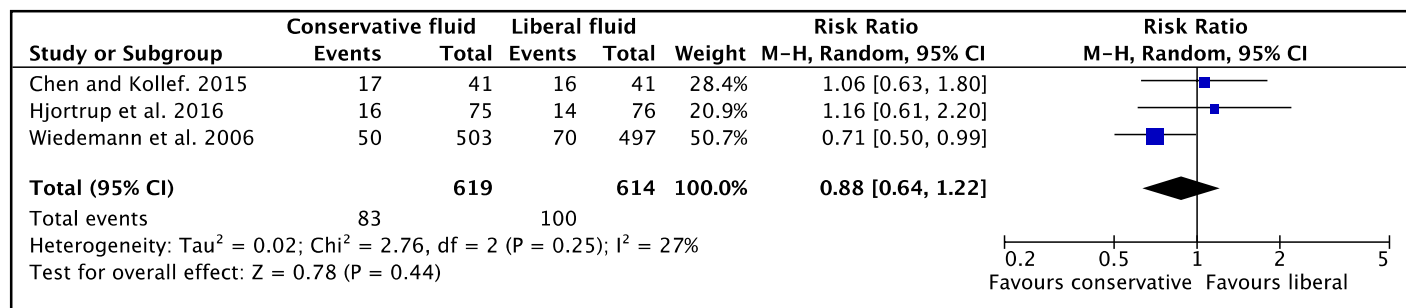 Conservative fluid Liberal fluid Risk Ratio Risk Ratio
Study or Subgroup Events Total Events Total Weight M-H, Random, 95% CI M-H, Random, 95% CI
Chen and Kollef. 2015 17 41 16 41 28.4% 1.06 [0.63, 1.80]
Hjortrup et al. 2016 16 75 14 76 20.9% 1.16 [0.61, 2.20]
Wiedemann et al. 2006 50 503 70 497 50.7% 0.71 [0.50, 0.99]
Total (95% CI) 619 614 100.0% 0.88 [0.64, 1.22]
Total events 83 100
Heterogeneity: Tau² = 0.02; Chi² = 2.76, df = 2 (P = 0.25); I² = 27%
Test for overall effect: Z = 0.78 (P = 0.44)
0.2 0.5 1 2 5
Favours conservative Favours liberal